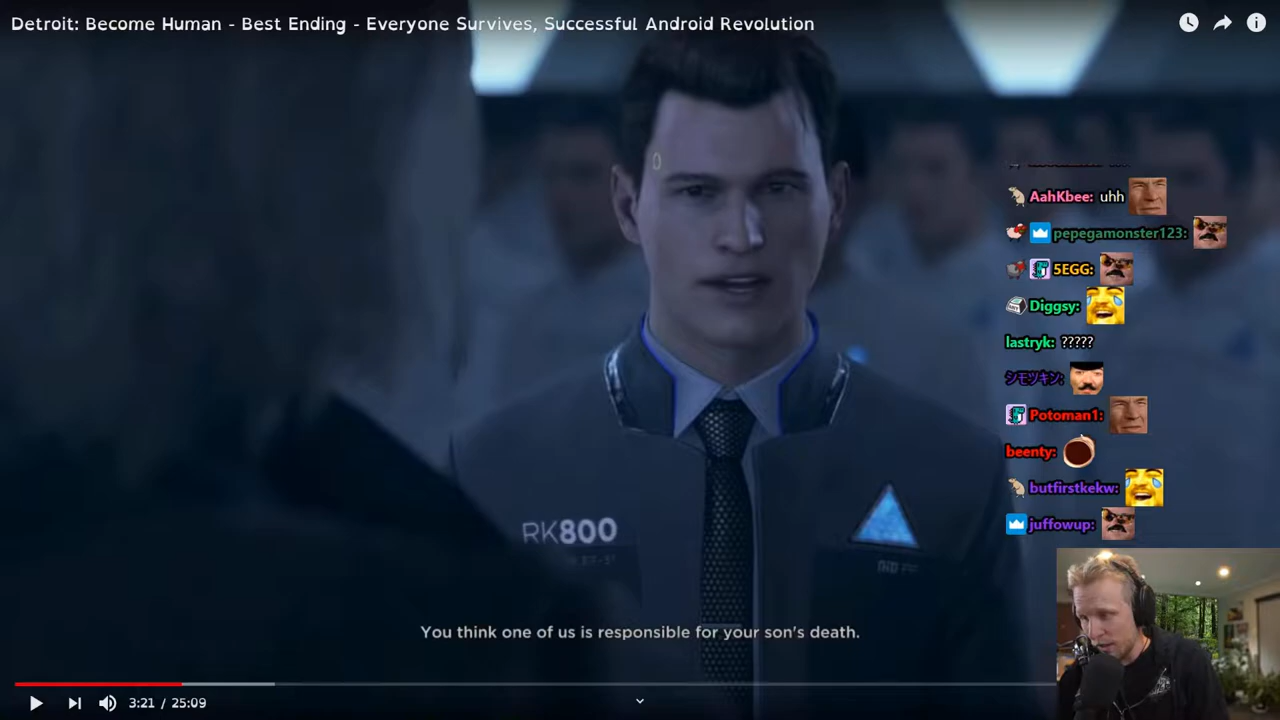 Detroit: Become Human - Best Ending - Everyone Survives, Successful Android Revolution
AahKbee: uhh
pepegamonster123:
5EGG:
Diggsy:
lastryk: ?????
シモツキン:
Potoman1:
beenty:
butfirstkekw:
juffowup:
RK800
You think one of us is responsible for your son's death.
3:21 / 25:09